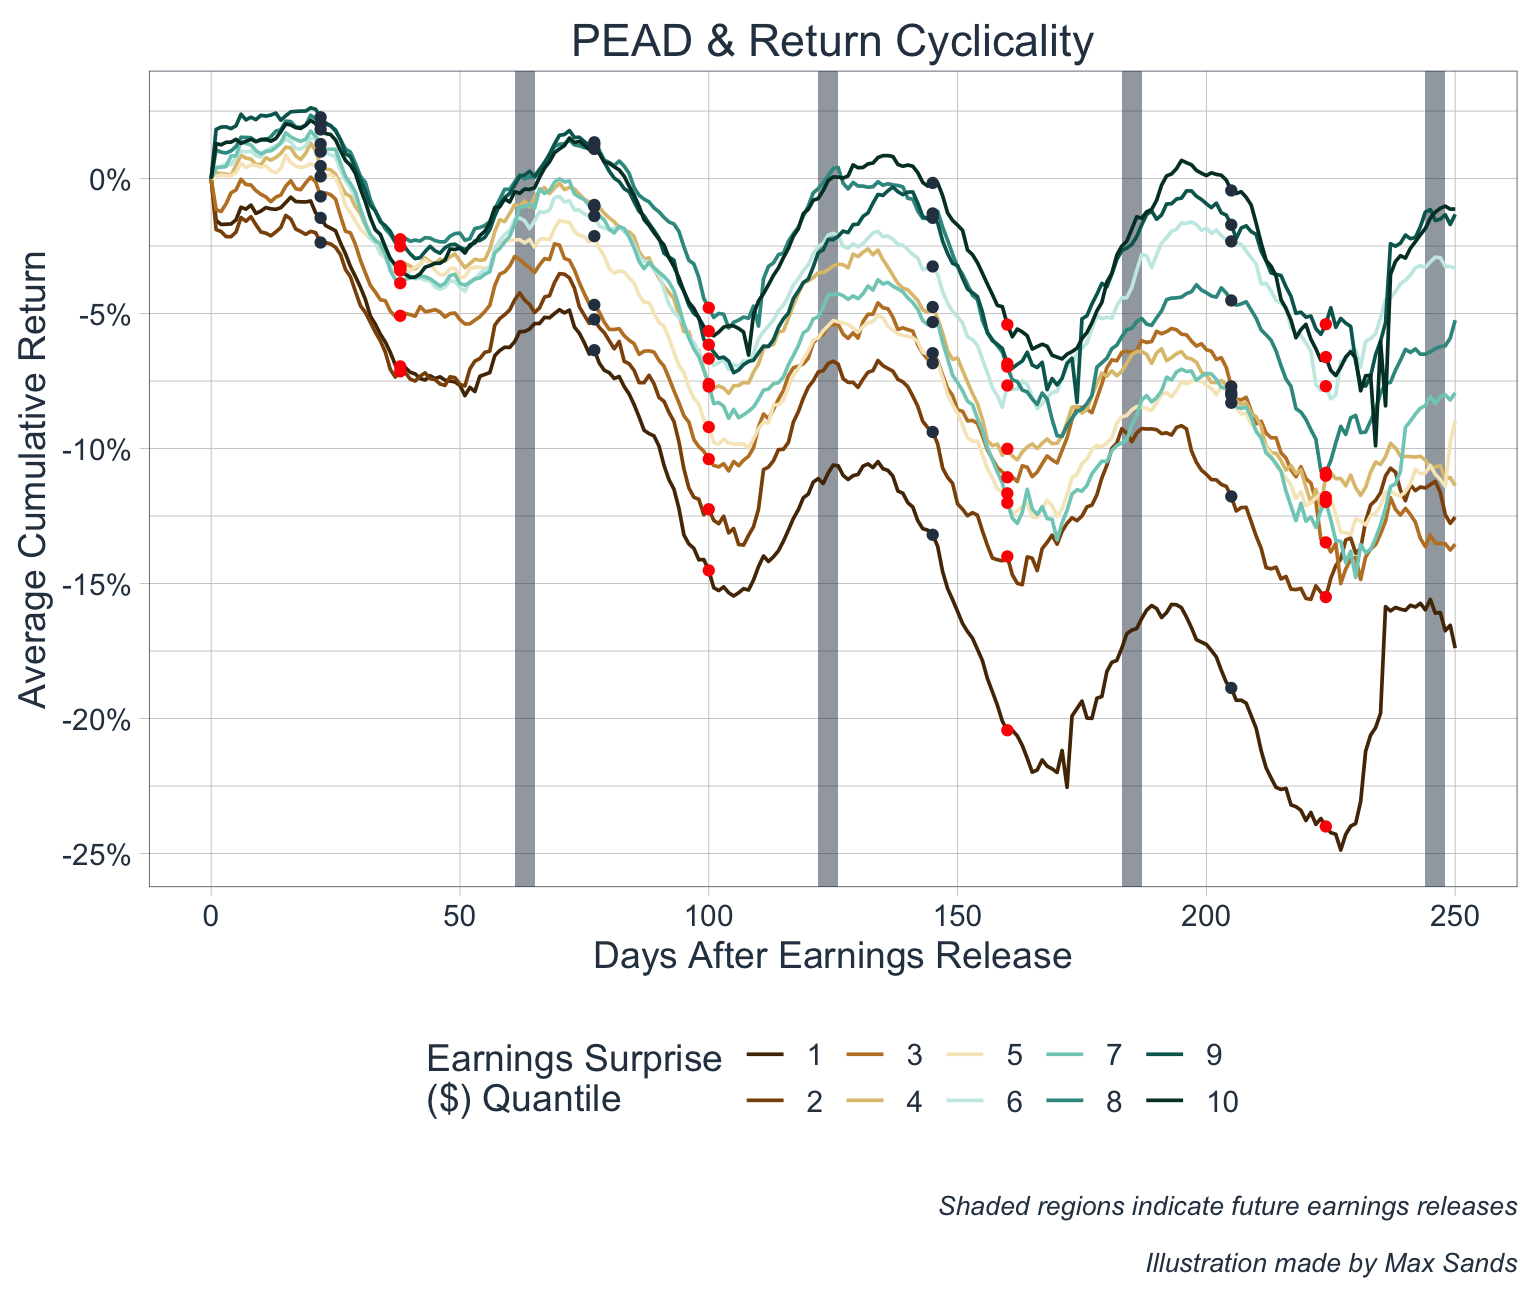 PEAD & Return Cyclicality
Average Cumulative Return
0%
-5%
-10%
-15%
-20%
-25%
0 50 100 150 200 250
Days After Earnings Release
Earnings Surprise
($) Quantile
1 3 5 7 9
2 4 6 8 10
Shaded regions indicate future earnings releases
Illustration made by Max Sands